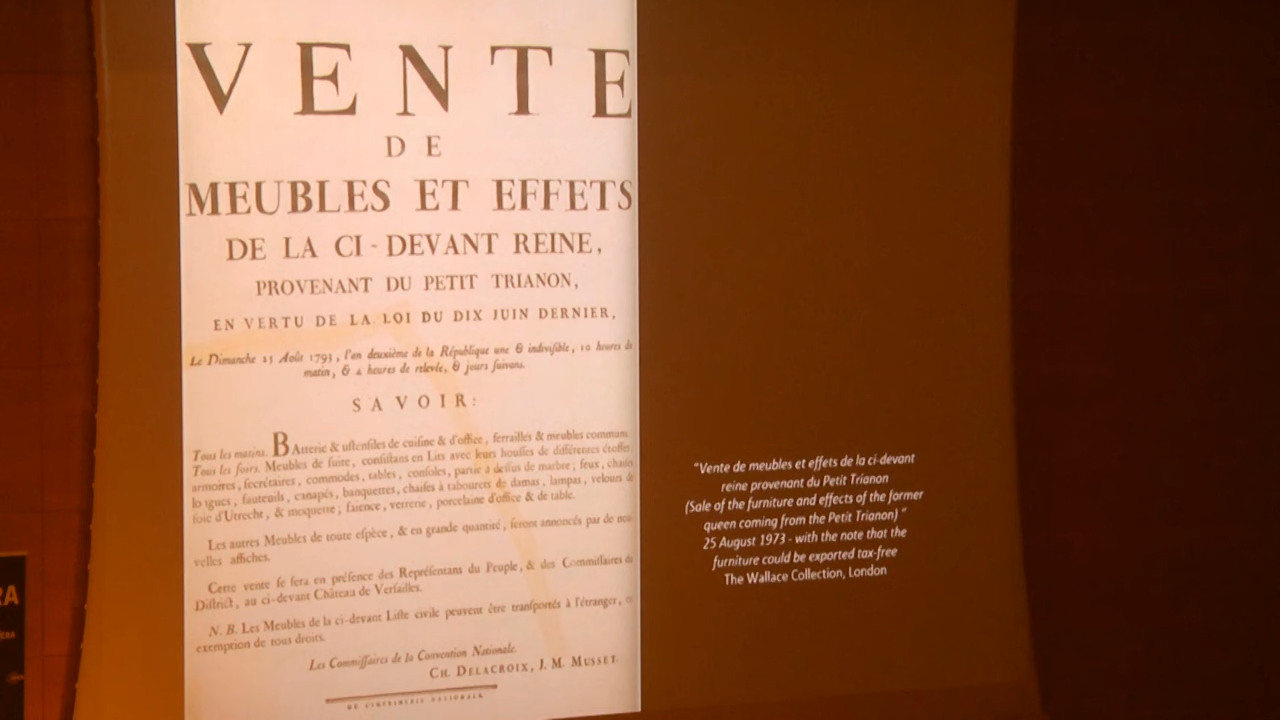 VENTE
DE
MEUBLES ET EFFETS
DE LA CI-DEVANT REINE,
PROVENANT DU PETIT TRIANON,
EN VERTU DE LA LOI DU DIX JUIN DERNIER,
Le Dimanche 25 Août 1793, l'an deuxième de la République une & indivisible, 10 heures du
matin, & 4 heures de relevée, & jours suivans.
SAVOIR:
Tous les matins. BAtterie & ustensiles de cuisine & d'office, ferrailles & meubles communs.
Tous les soirs. Meubles de suite, consistans en Lits avec leurs housses de différentes étoffes,
armoires, secrétaires, commodes, tables, consoles, partie à dessus de marbre; feux, chaises
longues, fauteuils, canapés, banquettes, chaises à tabourets de damas, lampas, velours de
soie d'Utrecht, & moquette; faience, verrerie, porcelaine d'office & de table.
Les autres Meubles de toute espèce, & en grande quantité, seront annoncés par de nou-
velles affiches.
Cette vente se fera en présence des Représentans du Peuple, & des Commissaires du
District, au ci-devant Château de Versailles.
N. B. Les Meubles de la ci-devant Liste civile peuvent être transportés à l'étranger, en
exemption de tous droits.
Les Commissaires de la Convention Nationale.
CH. DELACROIX, J. M. MUSSET.
DE L'IMPRIMERIE NATIONALE
"Vente de meubles et effets de la ci-devant
reine provenant du Petit Trianon
(Sale of the furniture and effects of the former
queen coming from the Petit Trianon) "
25 August 1973 - with the note that the
furniture could be exported tax-free
The Wallace Collection, London
RA